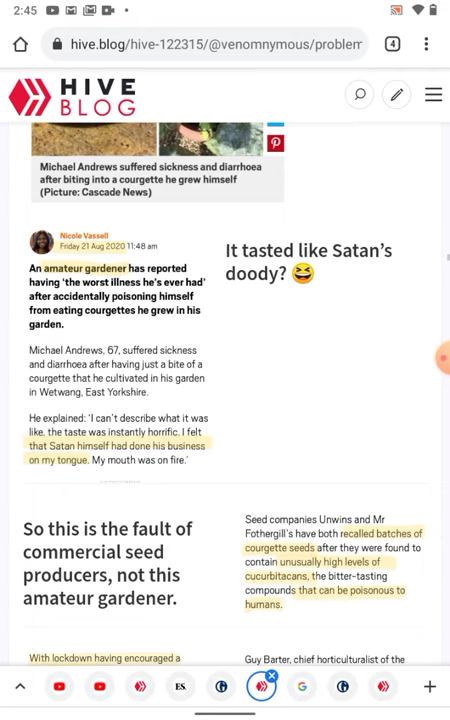 2:45
hive.blog/hive-122315/@venomnymous/problem
4
HIVE
BLOG
Michael Andrews suffered sickness and diarrhoea
after biting into a courgette he grew himself
(Picture: Cascade News)
Nicole Vassell
Friday 21 Aug 2020 11:48 am
An amateur gardener has reported
having ‘the worst illness he’s ever had’
after accidentally poisoning himself
from eating courgettes he grew in his
garden.
Michael Andrews, 67, suffered sickness
and diarrhoea after having just a bite of a
courgette that he cultivated in his garden
in Wetwang, East Yorkshire.
He explained: ‘I can’t describe what it was
like, the taste was instantly horrific. I felt
that Satan himself had done his business
on my tongue. My mouth was on fire.’
It tasted like Satan’s
doody? 😆
So this is the fault of
commercial seed
producers, not this
amateur gardener.
Seed companies Unwins and Mr
Fothergill’s have both recalled batches of
courgette seeds after they were found to
contain unusually high levels of
cucurbitacans, the bitter-tasting
compounds that can be poisonous to
humans.
With lockdown having encouraged a
Guy Barter, chief horticulturalist of the
ES.